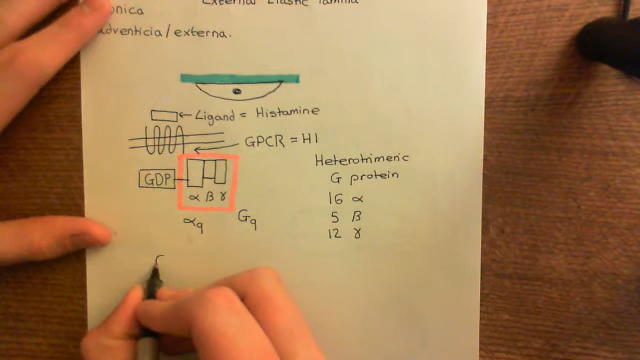 External Elastic lamina
adventicia/externa.
Ligand = Histamine
GPCR = H1
GDP
α β γ
αq Gq
Heterotrimeric
G protein
16 α
5 β
12 γ